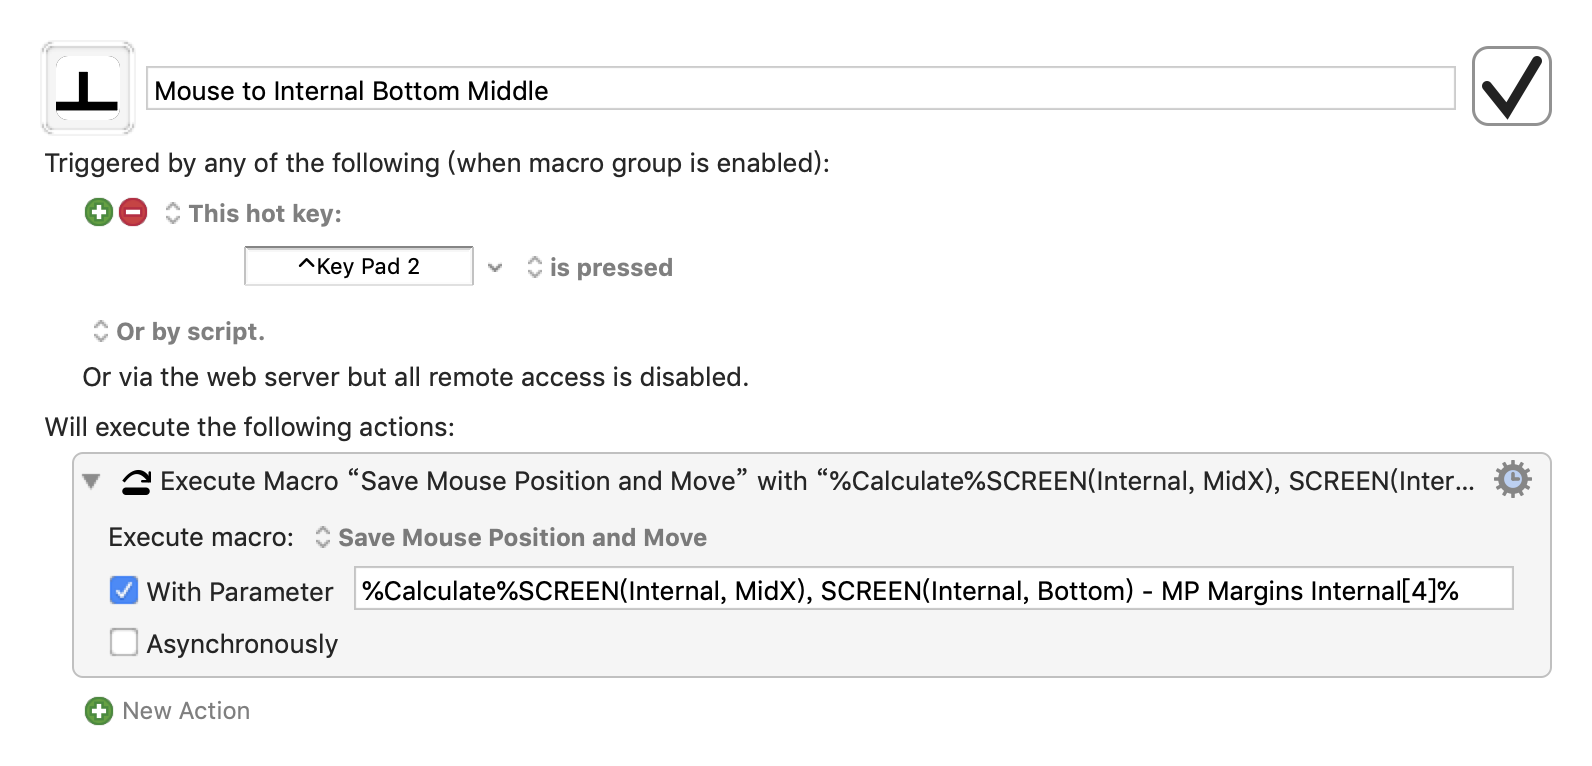 Mouse to Internal Bottom Middle
Triggered by any of the following (when macro group is enabled):
This hot key:
^Key Pad 2 is pressed
Or by script.
Or via the web server but all remote access is disabled.
Will execute the following actions:
Execute Macro “Save Mouse Position and Move” with “%Calculate%SCREEN(Internal, MidX), SCREEN(Inter...
Execute macro: Save Mouse Position and Move
With Parameter %Calculate%SCREEN(Internal, MidX), SCREEN(Internal, Bottom) - MP Margins Internal[4]%
Asynchronously
New Action